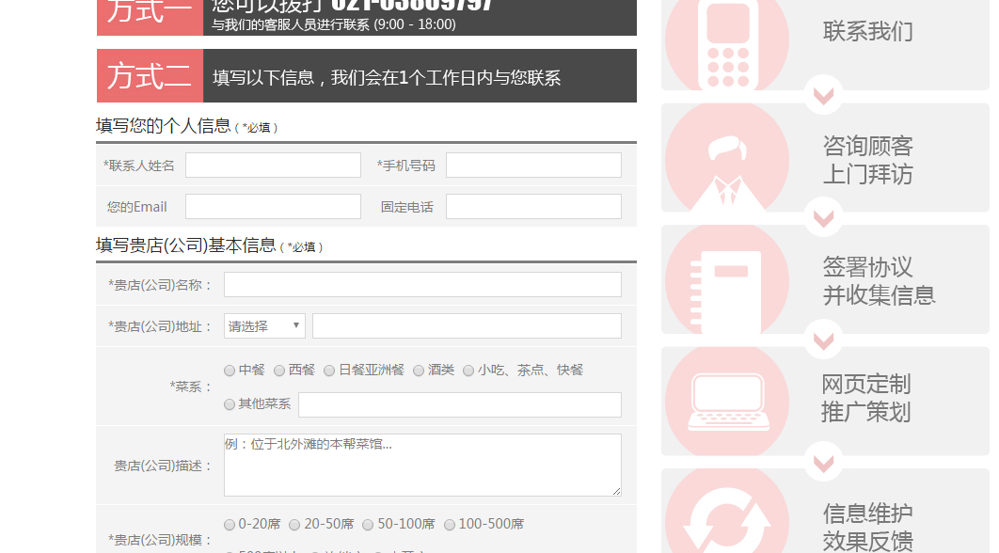 方式一
您可以拨打 021-63809797
与我们的客服人员进行联系 (9:00 - 18:00)
方式二
填写以下信息，我们会在1个工作日内与您联系
填写您的个人信息 ( *必填 )
*联系人姓名
*手机号码
您的Email
固定电话
填写贵店(公司)基本信息 ( *必填 )
*贵店(公司)名称：
*贵店(公司)地址： 请选择
*菜系：
中餐 西餐 日餐亚洲餐 酒类 小吃、茶点、快餐
其他菜系
贵店(公司)描述：
例：位于北外滩的本帮菜馆...
*贵店(公司)规模：
0-20席 20-50席 50-100席 100-500席
联系我们
咨询顾客
上门拜访
签署协议
并收集信息
网页定制
推广策划
信息维护
效果反馈